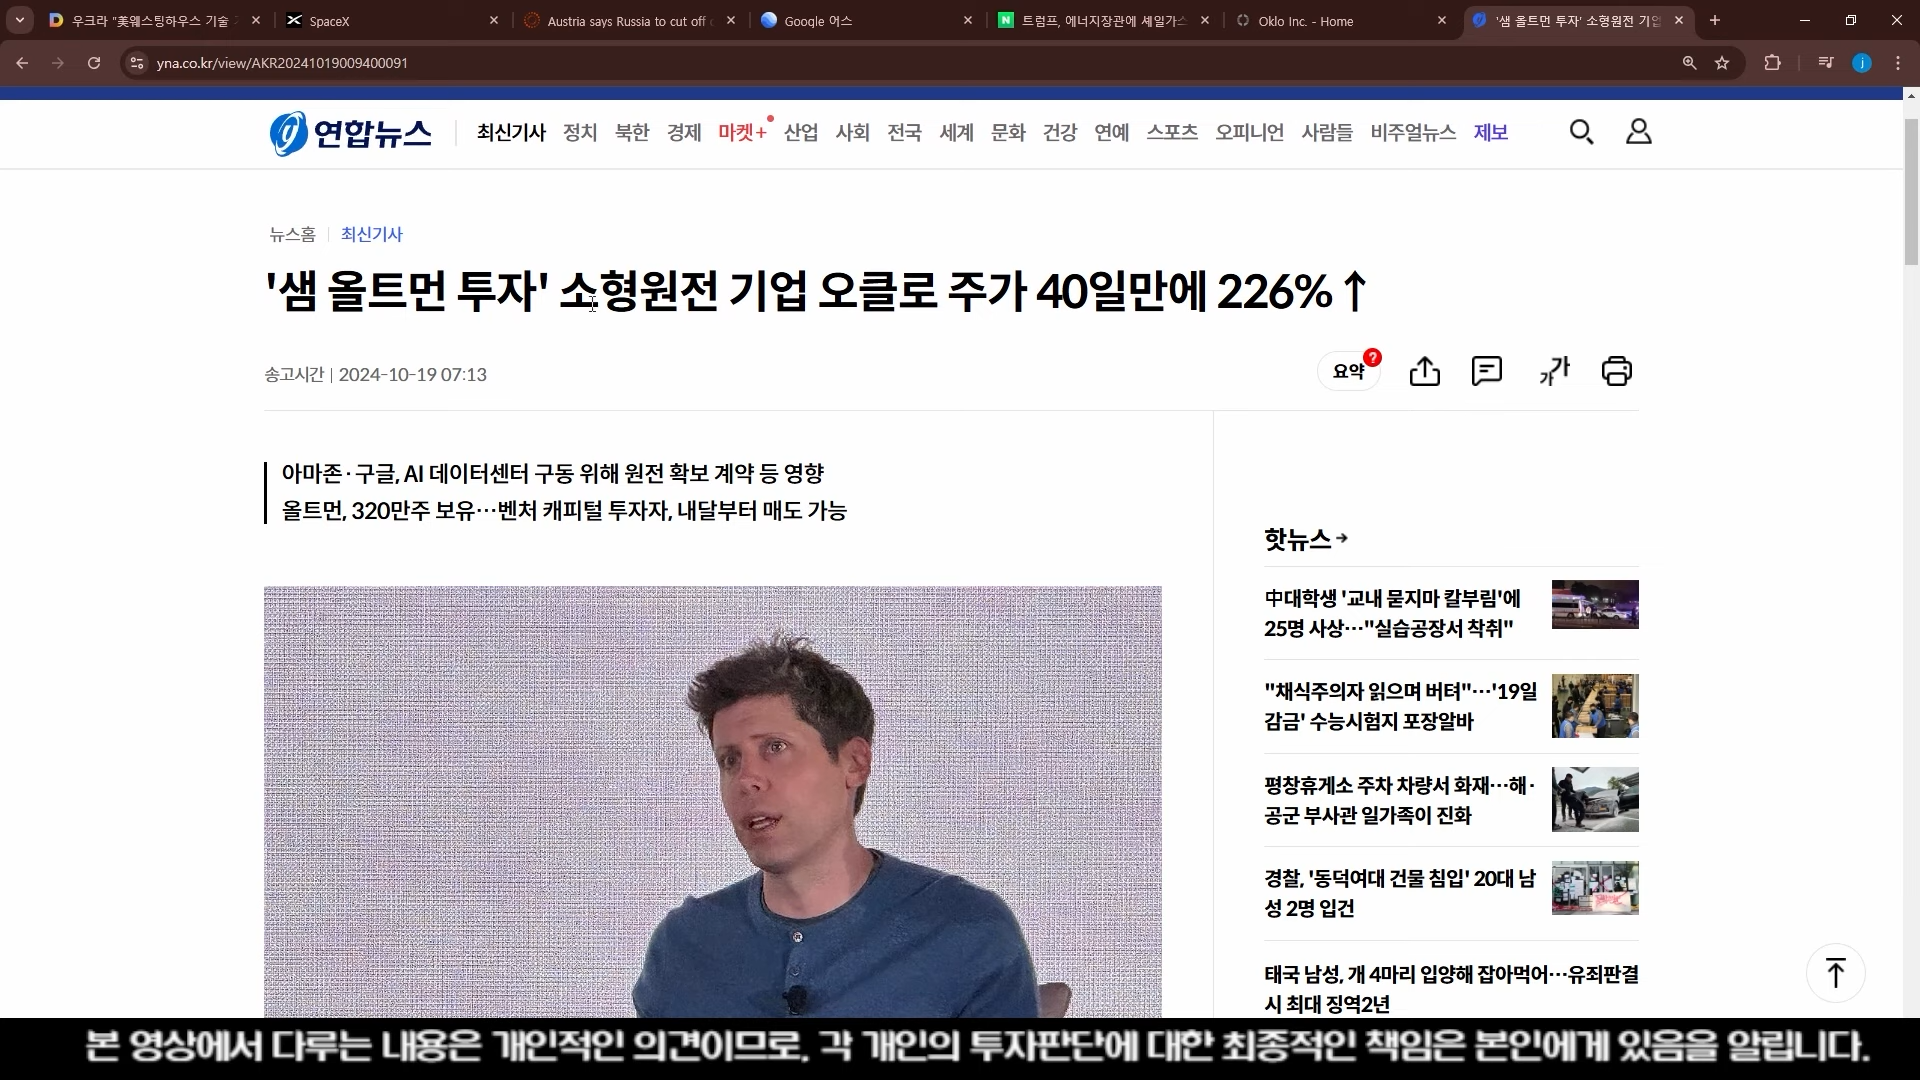 우크라 "美웨스팅하우스 기술
SpaceX
Austria says Russia to cut off
Google 어스
트럼프, 에너지장관에 셰일가스
Oklo Inc. - Home
'샘 올트먼 투자' 소형원전 기업
yna.co.kr/view/AKR20241019009400091
j
연합뉴스
최신기사 정치 북한 경제 마켓+ 산업 사회 전국 세계 문화 건강 연예 스포츠 오피니언 사람들 비주얼뉴스 제보
뉴스홈 | 최신기사
'샘 올트먼 투자' 소형원전 기업 오클로 주가 40일만에 226%↑
송고시간 | 2024-10-19 07:13
요약 ?
가가
아마존·구글, AI 데이터센터 구동 위해 원전 확보 계약 등 영향
올트먼, 320만주 보유…벤처 캐피털 투자자, 내달부터 매도 가능
핫뉴스
中대학생 '교내 묻지마 칼부림'에
25명 사상…"실습공장서 착취"
"채식주의자 읽으며 버텨"…'19일
감금' 수능시험지 포장알바
평창휴게소 주차 차량서 화재…해·
공군 부사관 일가족이 진화
경찰, '동덕여대 건물 침입' 20대 남
성 2명 입건
태국 남성, 개 4마리 입양해 잡아먹어…유죄판결
시 최대 징역2년
본 영상에서 다루는 내용은 개인적인 의견이므로, 각 개인의 투자판단에 대한 최종적인 책임은 본인에게 있음을 알립니다.